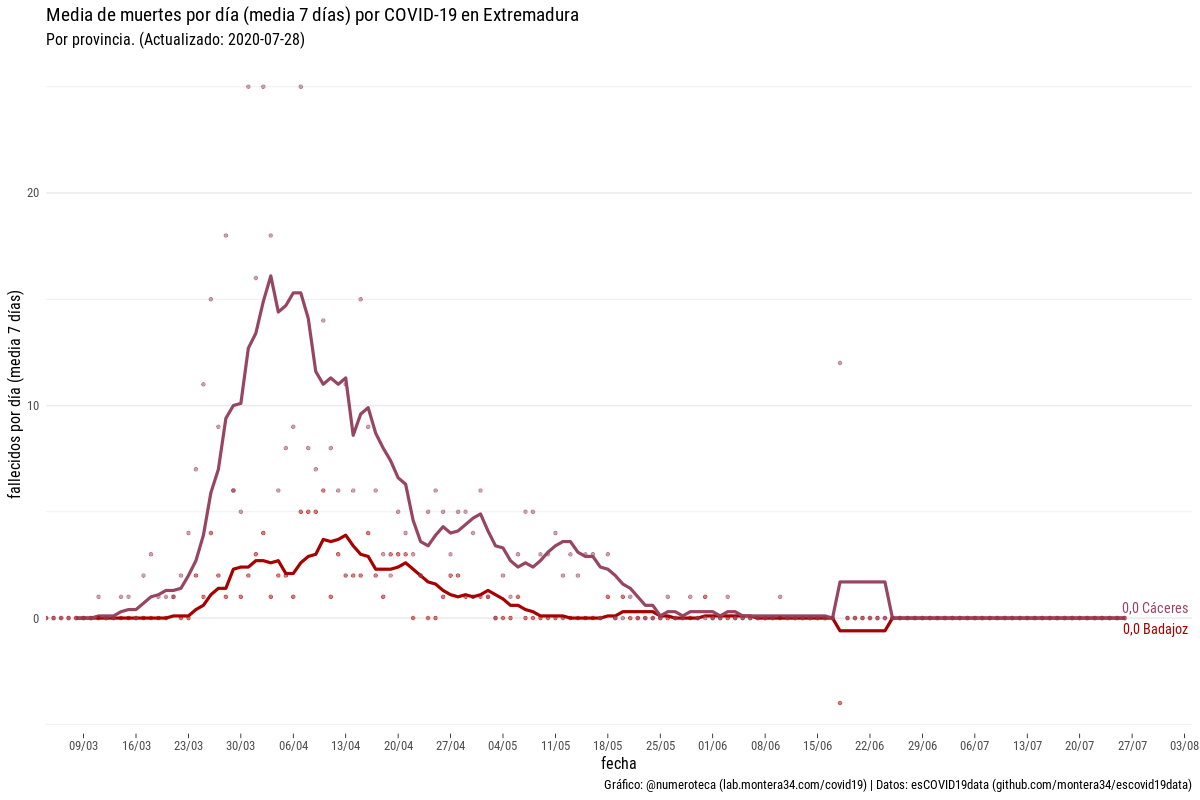 Media de muertes por día (media 7 días) por COVID-19 en Extremadura
Por provincia. (Actualizado: 2020-07-28)
fallecidos por día (media 7 días)
20
10
0
0,0 Cáceres
0,0 Badajoz
09/03 16/03 23/03 30/03 06/04 13/04 20/04 27/04 04/05 11/05 18/05 25/05 01/06 08/06 15/06 22/06 29/06 06/07 13/07 20/07 27/07 03/08
fecha
Gráfico: @numeroteca (lab.montera34.com/covid19) | Datos: esCOVID19data (github.com/montera34/escovid19data)